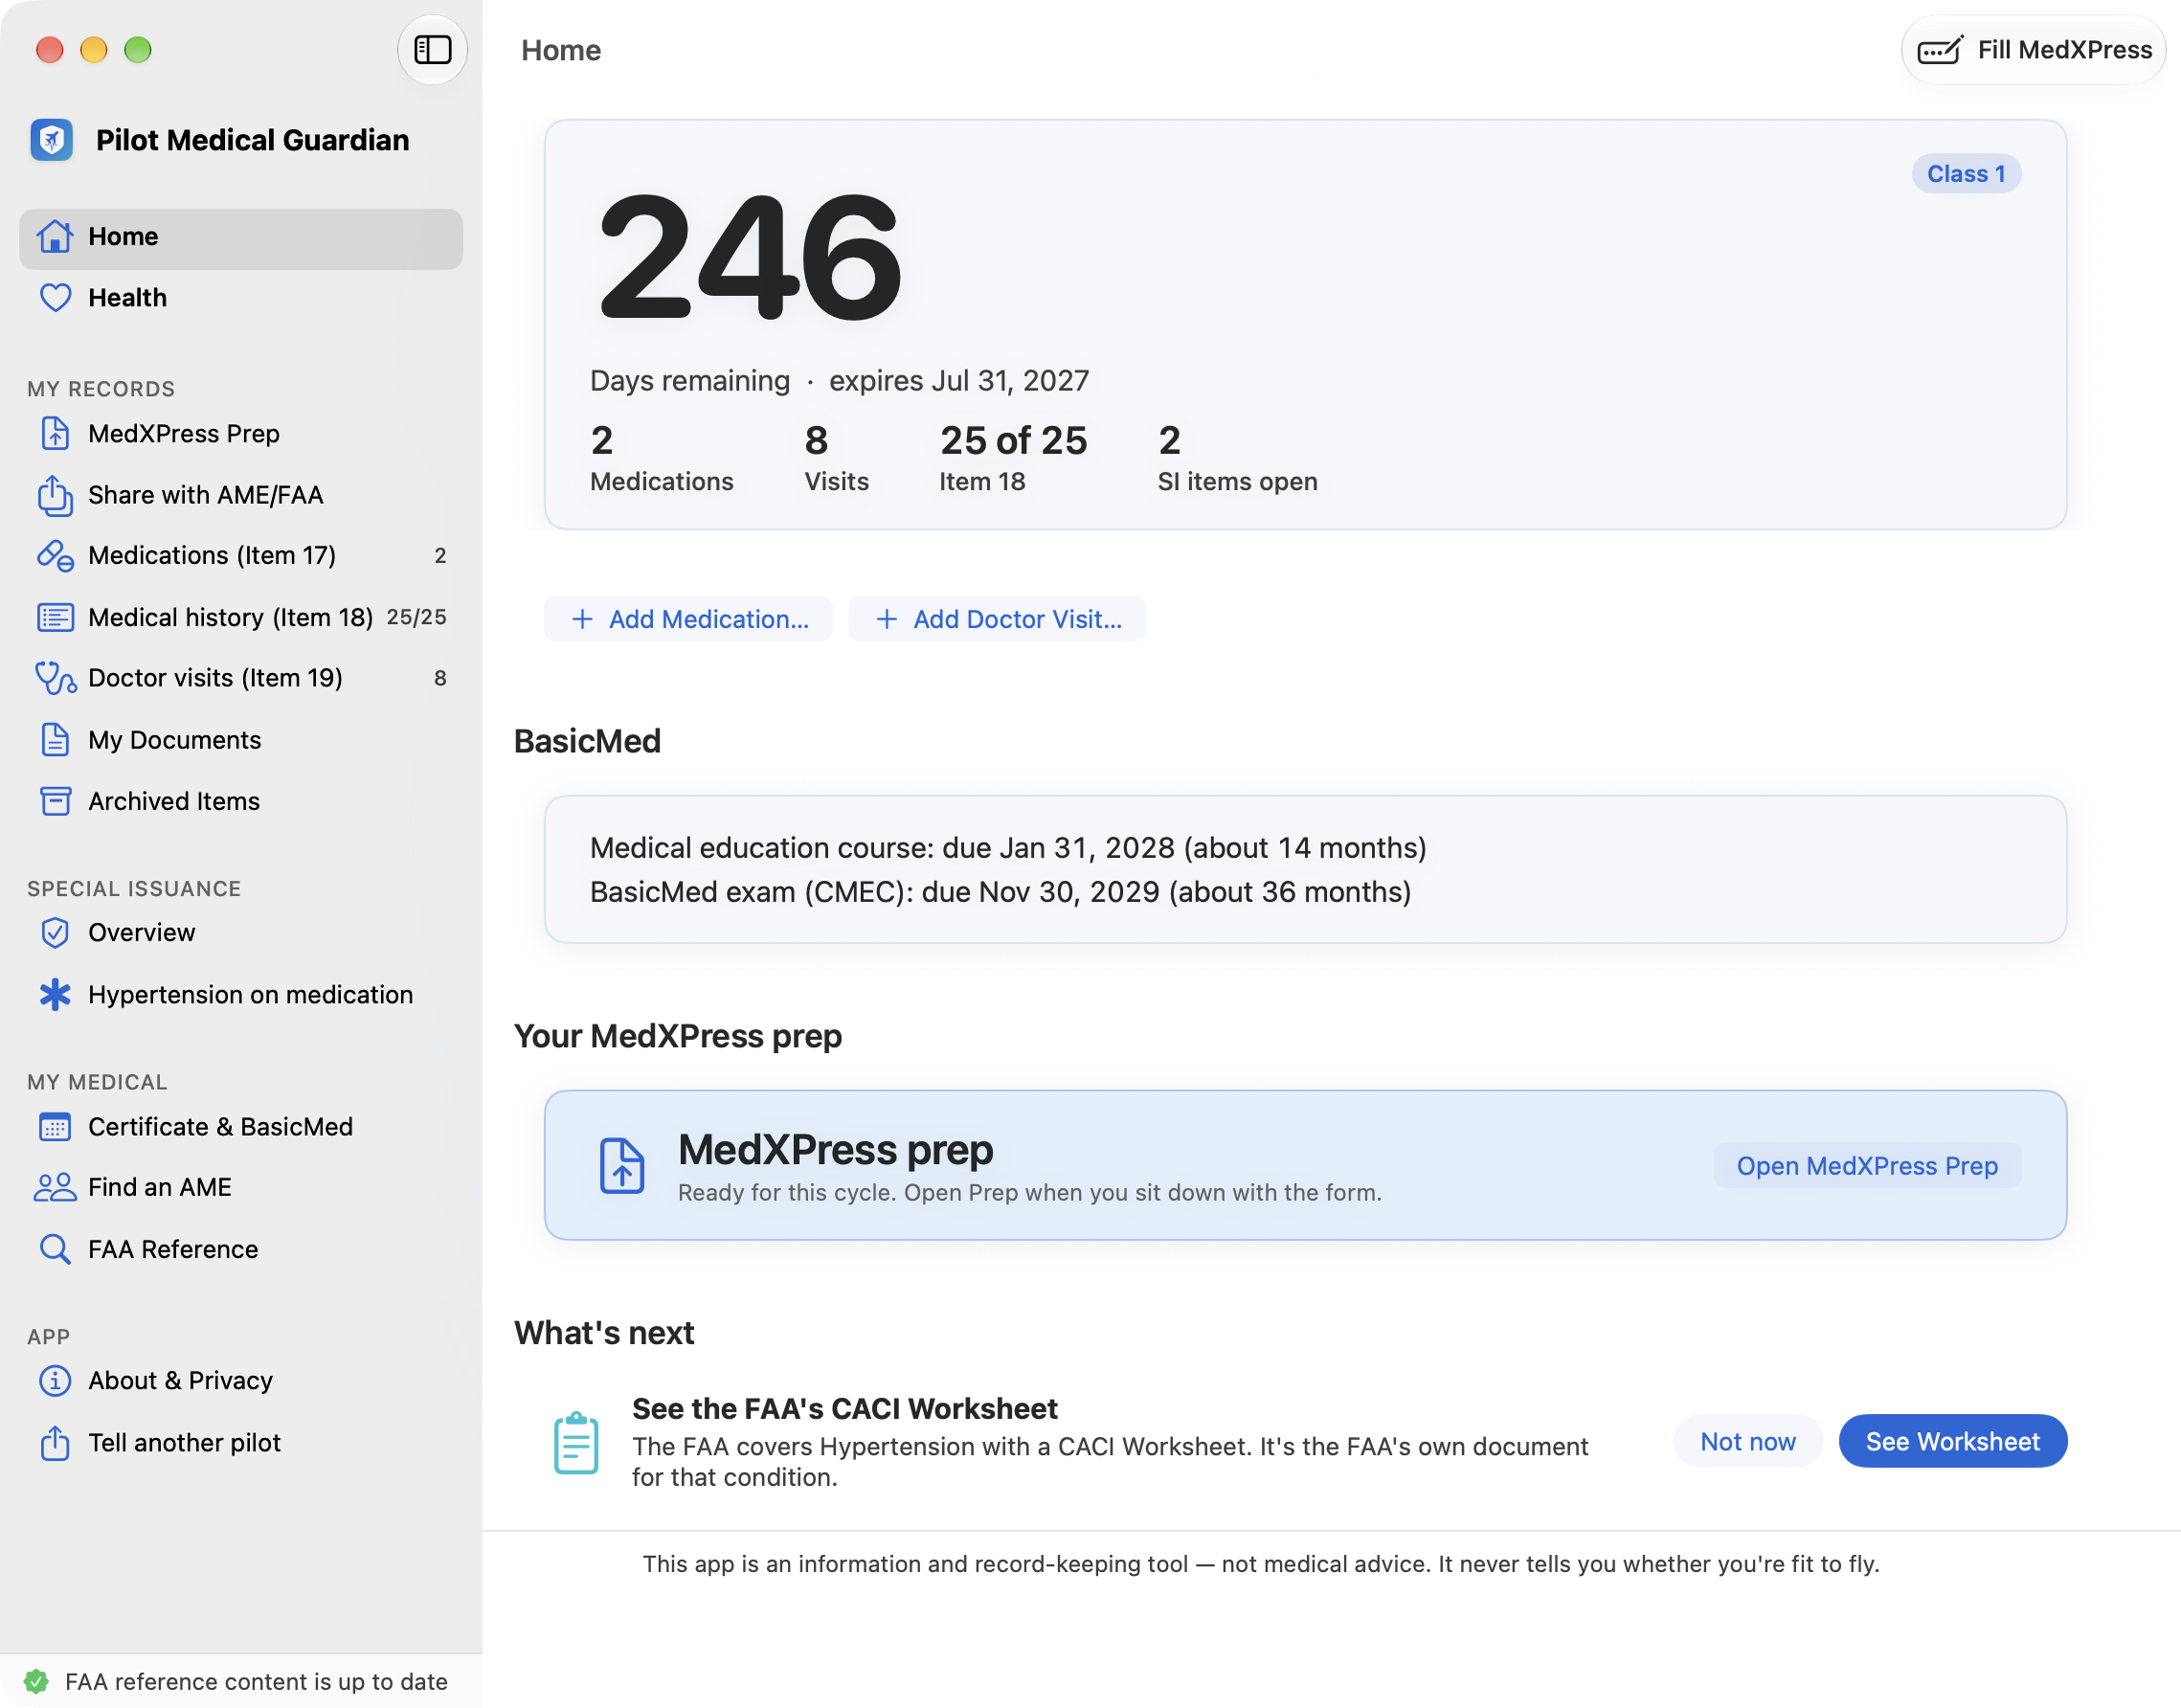 Pilot Medical Guardian
Home
Health
MY RECORDS
MedXPress Prep
Share with AME/FAA
Medications (Item 17) 2
Medical history (Item 18) 25/25
Doctor visits (Item 19) 8
My Documents
Archived Items
SPECIAL ISSUANCE
Overview
Hypertension on medication
MY MEDICAL
Certificate & BasicMed
Find an AME
FAA Reference
APP
About & Privacy
Tell another pilot
FAA reference content is up to date
Home
Fill MedXPress
Class 1
246
Days remaining · expires Jul 31, 2027
2 8 25 of 25 2
Medications Visits Item 18 SI items open
+ Add Medication...
+ Add Doctor Visit...
BasicMed
Medical education course: due Jan 31, 2028 (about 14 months)
BasicMed exam (CMEC): due Nov 30, 2029 (about 36 months)
Your MedXPress prep
MedXPress prep
Ready for this cycle. Open Prep when you sit down with the form.
Open MedXPress Prep
What's next
See the FAA's CACI Worksheet
The FAA covers Hypertension with a CACI Worksheet. It's the FAA's own document
for that condition.
Not now
See Worksheet
This app is an information and record-keeping tool — not medical advice. It never tells you whether you're fit to fly.